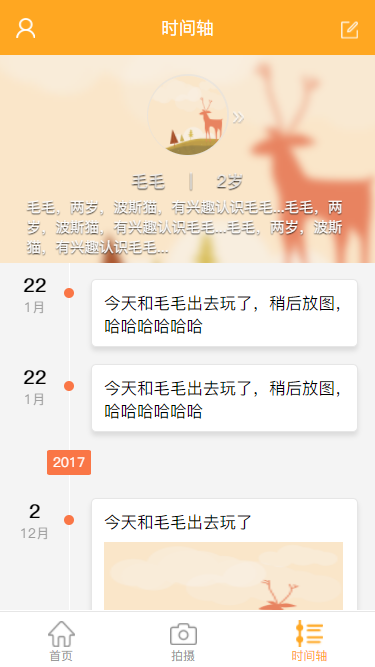 时间轴
»
毛毛 | 2岁
毛毛，两岁，波斯猫，有兴趣认识毛毛...毛毛，两
岁，波斯猫，有兴趣认识毛毛...毛毛，两岁，波斯
猫，有兴趣认识毛毛...
22
1月
今天和毛毛出去玩了，稍后放图，
哈哈哈哈哈哈
22
1月
今天和毛毛出去玩了，稍后放图，
哈哈哈哈哈哈
2017
2
12月
今天和毛毛出去玩了
首页
拍摄
时间轴